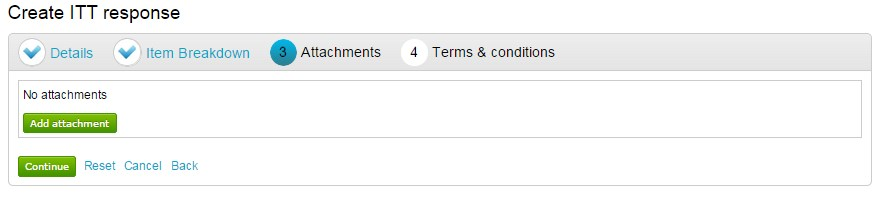 Create ITT response
Details Item Breakdown 3 Attachments 4 Terms & conditions
No attachments
Add attachment
Continue Reset Cancel Back